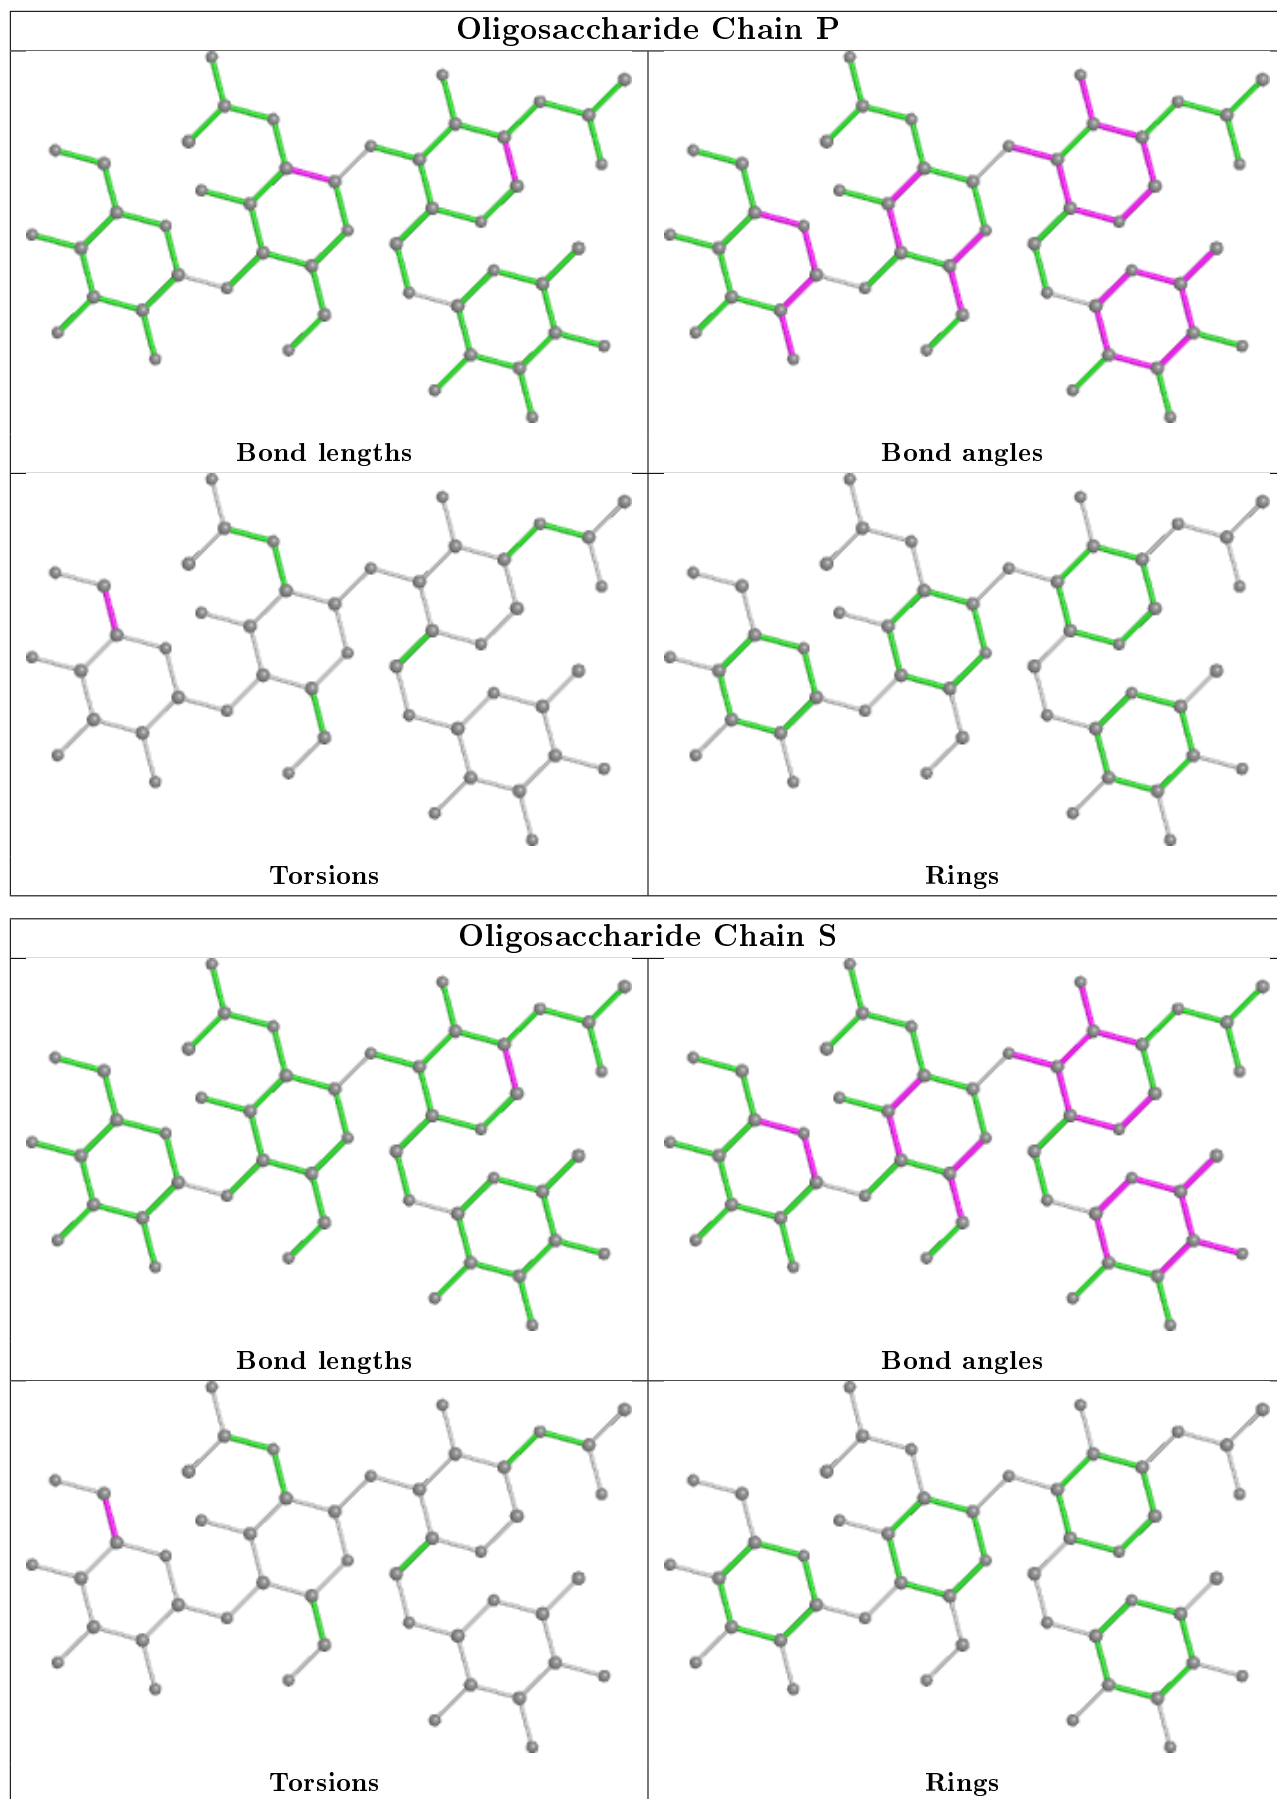 Oligosaccharide Chain P
Bond lengths
Bond angles
Torsions
Rings
Oligosaccharide Chain S
Bond lengths
Bond angles
Torsions
Rings